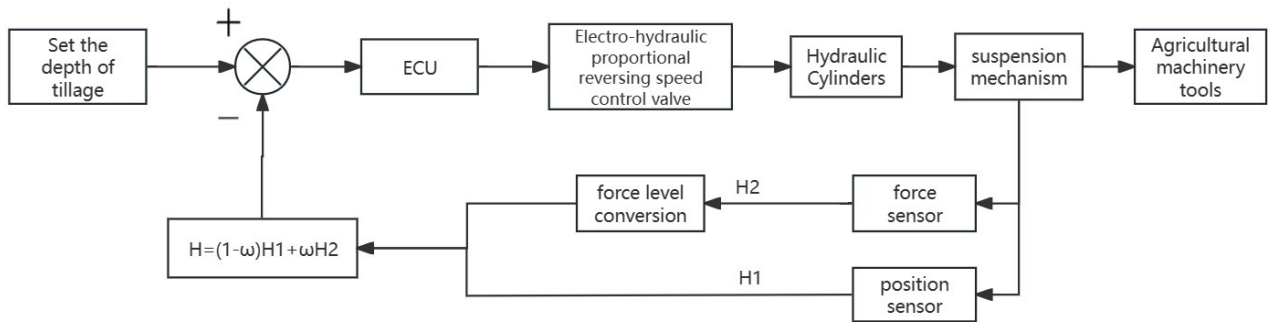 +
Set the
depth of
tillage
ECU
Electro-hydraulic
proportional
reversing speed
control valve
Hydraulic
Cylinders
suspension
mechanism
Agricultural
machinery
tools
−
force level
conversion
H2
force
sensor
H=(1-ω)H1+ωH2
H1
position
sensor